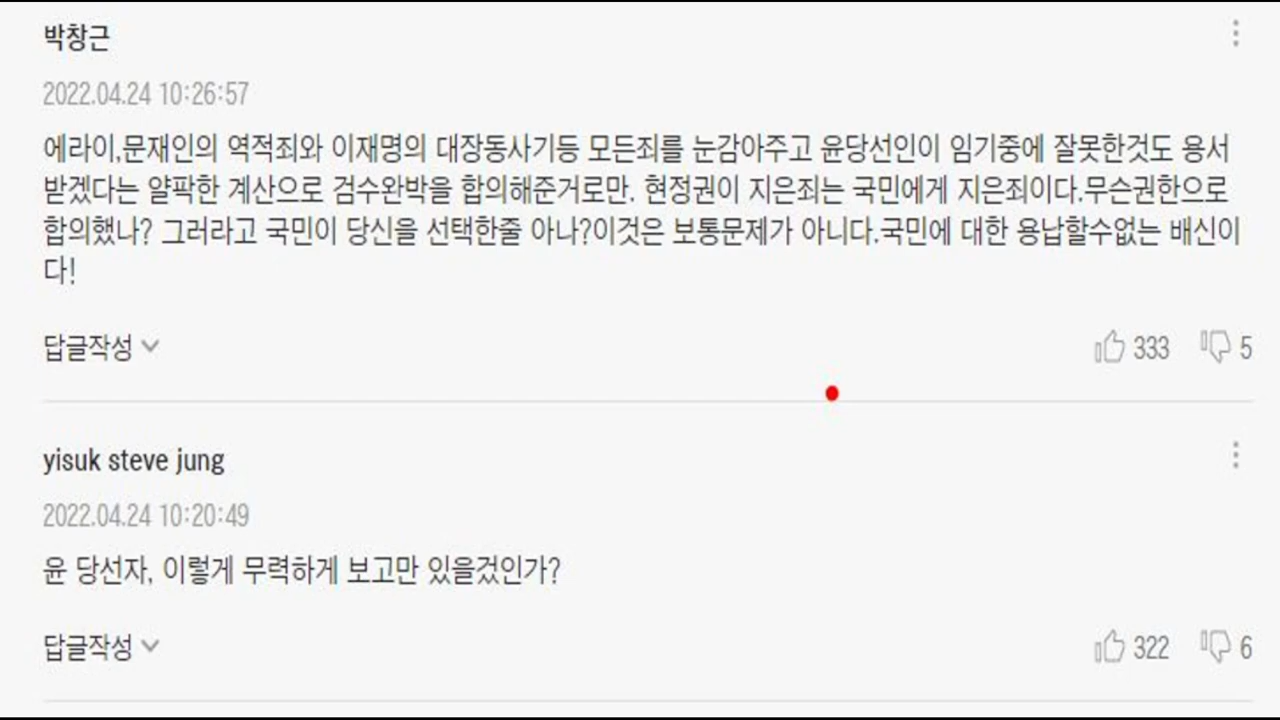 박창근
2022.04.24 10:26:57
에라이,문재인의 역적죄와 이재명의 대장동사기등 모든죄를 눈감아주고 윤당선인이 임기중에 잘못한것도 용서
받겠다는 얄팍한 계산으로 검수완박을 합의해준거로만. 현정권이 지은죄는 국민에게 지은죄이다.무슨권한으로
합의했나? 그러라고 국민이 당신을 선택한줄 아나?이것은 보통문제가 아니다.국민에 대한 용납할수없는 배신이
다!
답글작성
333 5
yisuk steve jung
2022.04.24 10:20:49
윤 당선자, 이렇게 무력하게 보고만 있을겄인가?
답글작성
322 6